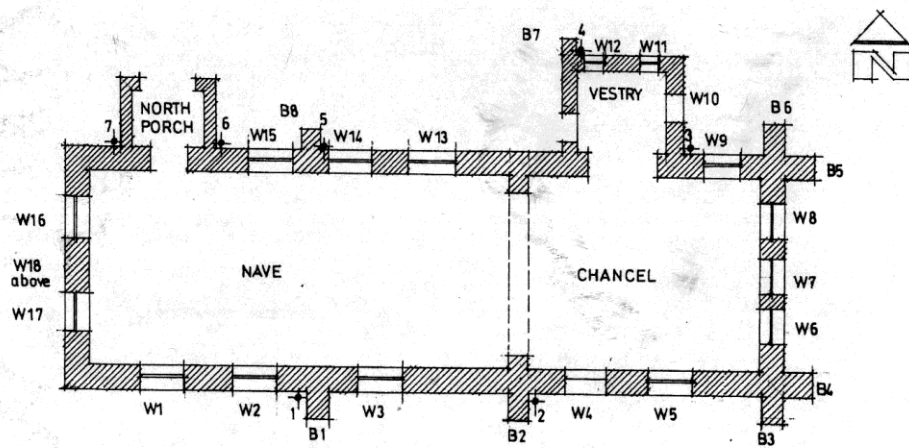 B7
4
W12
W11
VESTRY
W10
N
NORTH
PORCH
7
6
B8
5
W15
W14
W13
3
W9
B6
B5
W16
W8
W18
above
NAVE
CHANCEL
W7
W17
W6
W1
W2
1
B1
W3
B2
2
W4
W5
B3
B4